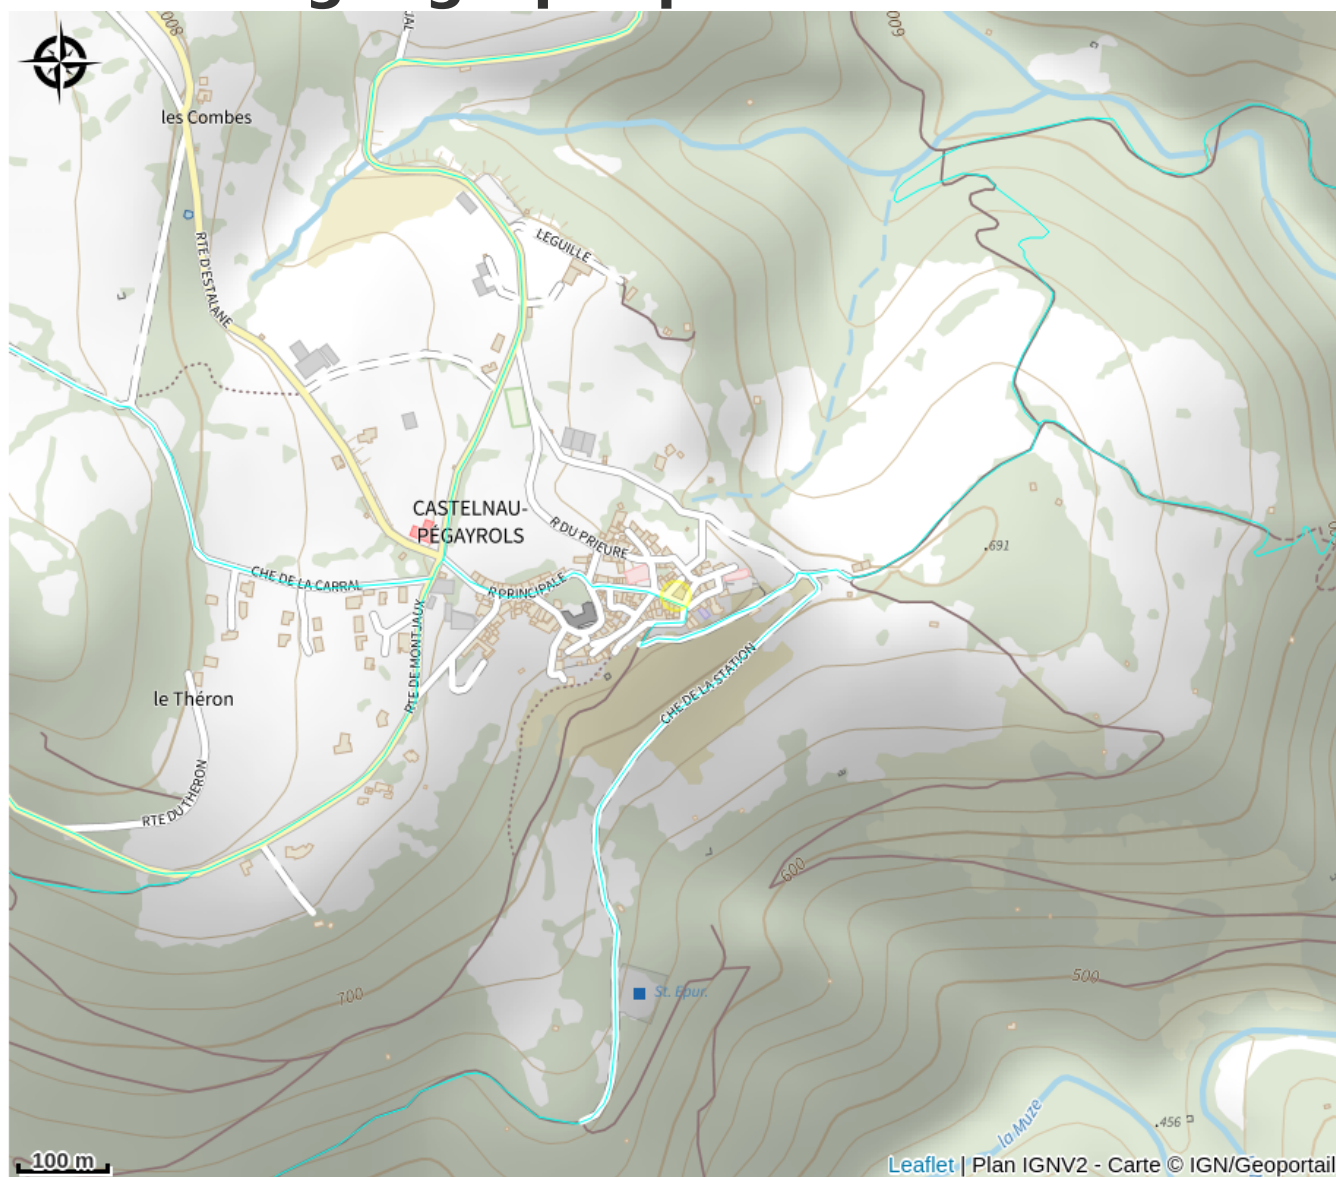 800
600
les Combes
RTE D'ESTALANE
LEGUILLE
CASTELNAU-
PÉGAYROLS
R DU PRIEURE
691
CHE DE LA CARRAL
R PRINCIPALE
RTE DE MONTJAUX
CHE DE LA STATION
le Théron
RTE DU THERON
600
700
500
St. Epur.
la Muze
456
100 m
Leaflet | Plan IGNV2 - Carte © IGN/Geoportail